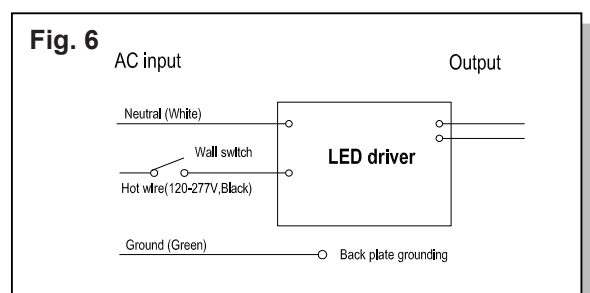 Fig. 6
AC input
Output
Neutral (White)
Wall switch
LED driver
Hot wire(120-277V,Black)
Ground (Green)
Back plate grounding